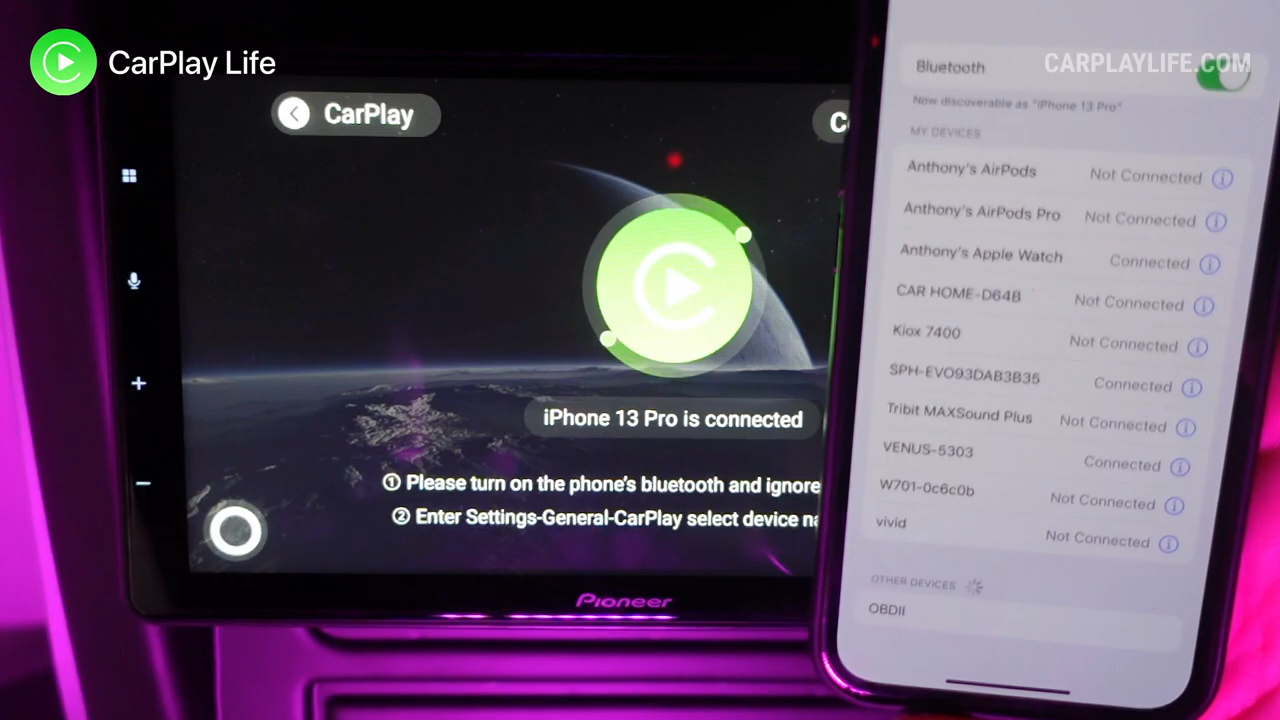 CarPlay Life
CARPLAYLIFE.COM
CarPlay
iPhone 13 Pro is connected
① Please turn on the phone's bluetooth and ignore
② Enter Settings-General-CarPlay select device
Pioneer
Bluetooth
Now discoverable as "iPhone 13 Pro"
MY DEVICES
Anthony's AirPods Not Connected
Anthony's AirPods Pro Not Connected
Anthony's Apple Watch Connected
CAR HOME-D64B Not Connected
Kiox 7400 Not Connected
SPH-EVO93DAB3B35 Connected
Tribit MAXSound Plus Not Connected
VENUS-5303 Connected
W701-0c6c0b Not Connected
vivid Not Connected
OTHER DEVICES
OBDII